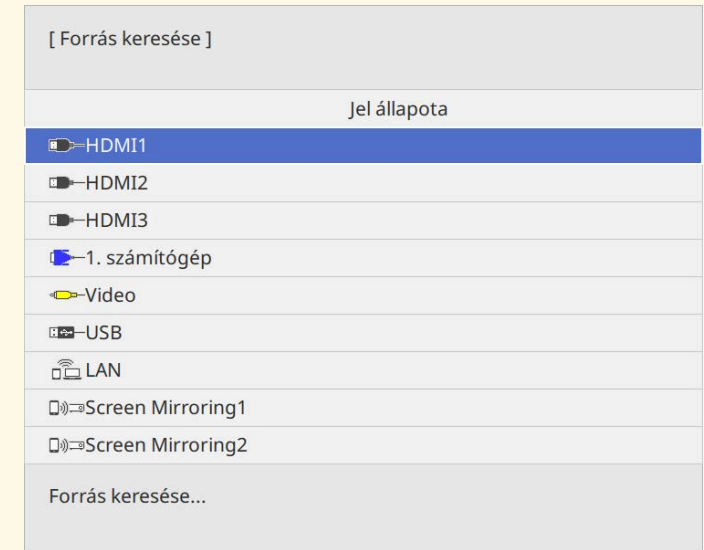 [ Forrás keresése ]
Jel állapota
HDMI1
HDMI2
HDMI3
1. számítógép
Video
USB
LAN
Screen Mirroring1
Screen Mirroring2
Forrás keresése...